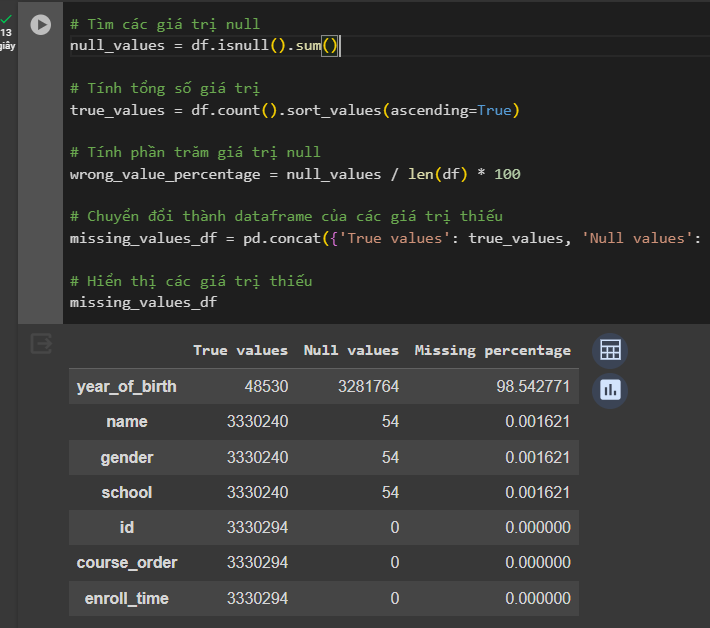 13
giây
# Tìm các giá trị null
null_values = df.isnull().sum()
# Tính tổng số giá trị
true_values = df.count().sort_values(ascending=True)
# Tính phần trăm giá trị null
wrong_value_percentage = null_values / len(df) * 100
# Chuyển đổi thành dataframe của các giá trị thiếu
missing_values_df = pd.concat({'True values': true_values, 'Null values':
# Hiển thị các giá trị thiếu
missing_values_df
True values Null values Missing percentage
year_of_birth 48530 3281764 98.542771
name 3330240 54 0.001621
gender 3330240 54 0.001621
school 3330240 54 0.001621
id 3330294 0 0.000000
course_order 3330294 0 0.000000
enroll_time 3330294 0 0.000000